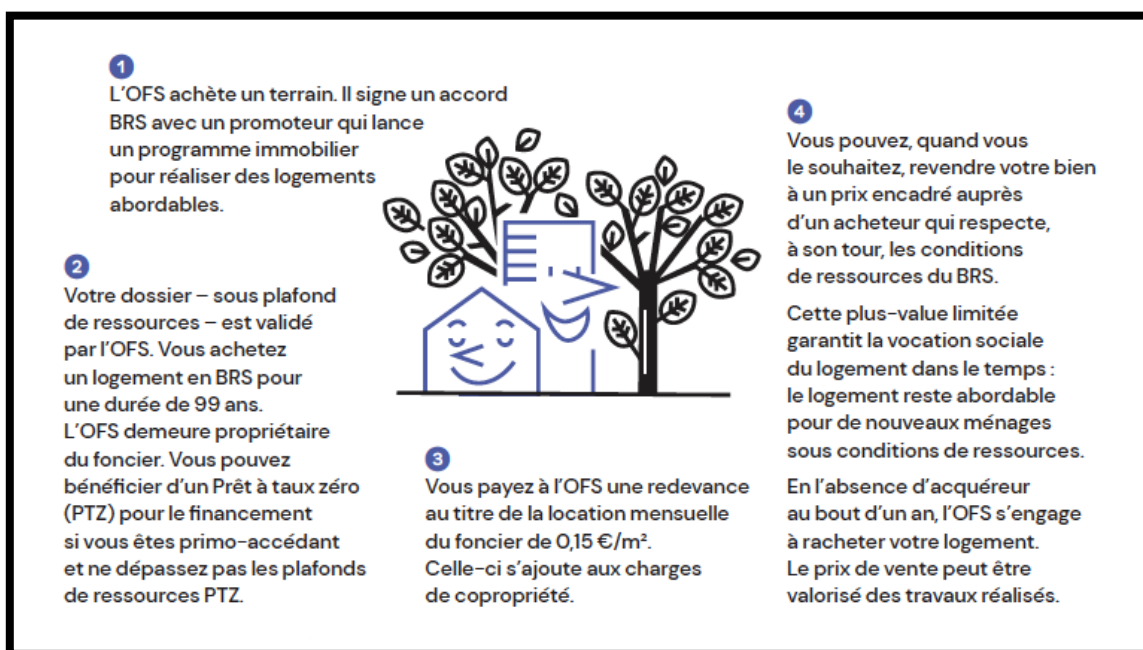 1
L'OFS achète un terrain. Il signe un accord
BRS avec un promoteur qui lance
un programme immobilier
pour réaliser des logements
abordables.
2
Votre dossier – sous plafond
de ressources – est validé
par l'OFS. Vous achetez
un logement en BRS pour
une durée de 99 ans.
L'OFS demeure propriétaire
du foncier. Vous pouvez
bénéficier d'un Prêt à taux zéro
(PTZ) pour le financement
si vous êtes primo-accédant
et ne dépassez pas les plafonds
de ressources PTZ.
3
Vous payez à l'OFS une redevance
au titre de la location mensuelle
du foncier de 0,15 €/m².
Celle-ci s'ajoute aux charges
de copropriété.
4
Vous pouvez, quand vous
le souhaitez, revendre votre bien
à un prix encadré auprès
d'un acheteur qui respecte,
à son tour, les conditions
de ressources du BRS.
Cette plus-value limitée
garantit la vocation sociale
du logement dans le temps :
le logement reste abordable
pour de nouveaux ménages
sous conditions de ressources.
En l'absence d'acquéreur
au bout d'un an, l'OFS s'engage
à racheter votre logement.
Le prix de vente peut être
valorisé des travaux réalisés.